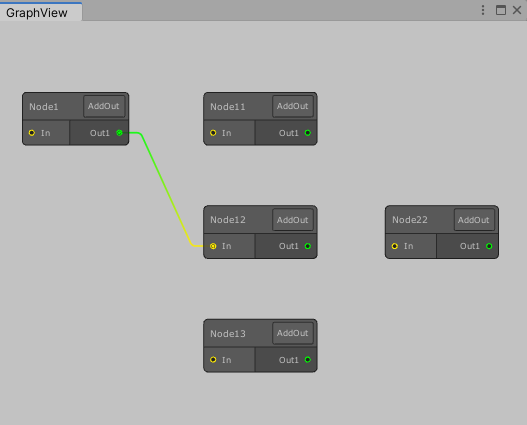 GraphView
Node1 AddOut
In Out1
Node11 AddOut
In Out1
Node12 AddOut
In Out1
Node22 AddOut
In Out1
Node13 AddOut
In Out1